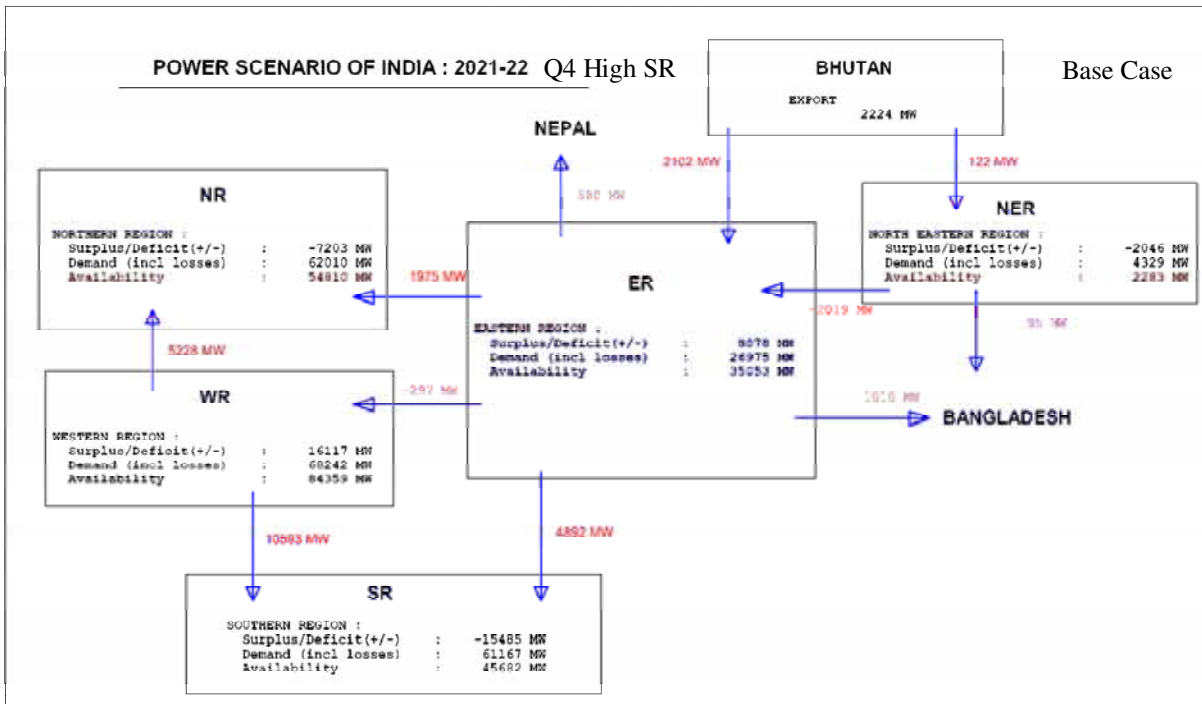 POWER SCENARIO OF INDIA : 2021-22 Q4 High SR
Base Case
BHUTAN
EXPORT
2224 MW
NEPAL
2102 MW
122 MW
NR
NORTHERN REGION :
Surplus/Deficit(+/-) : -7203 MW
Demand (incl losses) : 62010 MW
Availability : 54810 MW
NER
NORTH EASTERN REGION :
Surplus/Deficit(+/-) : -2046 MW
Demand (incl losses) : 4329 MW
Availability : 2283 MW
1975 MW
ER
-2019 MW
EASTERN REGION :
Surplus/Deficit(+/-) : 8078 MW
Demand (incl losses) : 26975 MW
Availability : 35053 MW
MW
5228 MW
WR
-297 MW
MW
BANGLADESH
WESTERN REGION :
Surplus/Deficit(+/-) : 16117 MW
Demand (incl losses) : 68242 MW
Availability : 84359 MW
10593 MW
4892 MW
SR
SOUTHERN REGION :
Surplus/Deficit(+/-) : -15485 MW
Demand (incl losses) : 61167 MW
Availability : 45682 MW